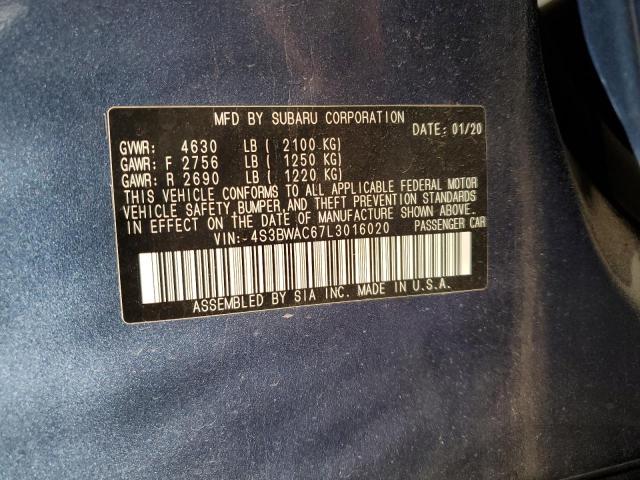 MFD BY SUBARU CORPORATION
DATE: 01/20
GVWR: 4630 LB ( 2100 KG)
GAWR: F 2756 LB ( 1250 KG)
GAWR: R 2690 LB ( 1220 KG)
THIS VEHICLE CONFORMS TO ALL APPLICABLE FEDERAL MOTOR
VEHICLE SAFETY, BUMPER, AND THEFT PREVENTION STANDARDS
IN EFFECT ON THE DATE OF MANUFACTURE SHOWN ABOVE.
VIN:-4S3BWAC67L3016020 PASSENGER CAR
ASSEMBLED BY SIA INC. MADE IN U.S.A.